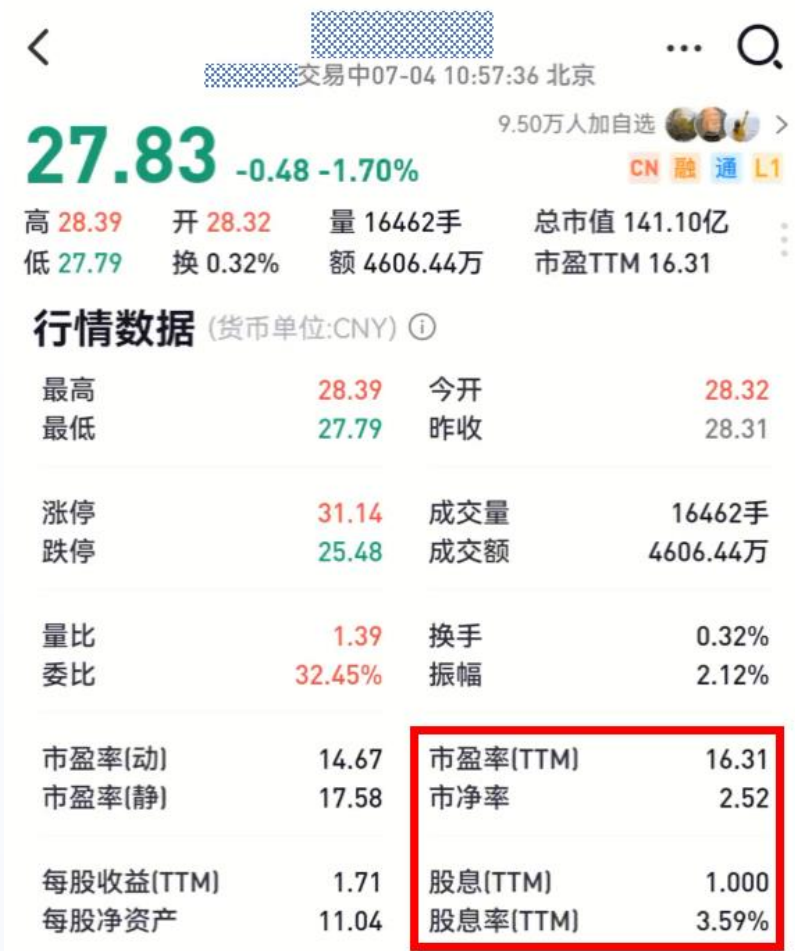 交易中07-04 10:57:36 北京
9.50万人加自选
27.83 -0.48 -1.70%
CN 融 通 L1
高 28.39 开 28.32 量 16462手 总市值 141.10亿
低 27.79 换 0.32% 额 4606.44万 市盈TTM 16.31
行情数据 (货币单位:CNY)
最高 28.39 今开 28.32
最低 27.79 昨收 28.31
涨停 31.14 成交量 16462手
跌停 25.48 成交额 4606.44万
量比 1.39 换手 0.32%
委比 32.45% 振幅 2.12%
市盈率(动) 14.67 市盈率(TTM) 16.31
市盈率(静) 17.58 市净率 2.52
每股收益(TTM) 1.71 股息(TTM) 1.000
每股净资产 11.04 股息率(TTM) 3.59%